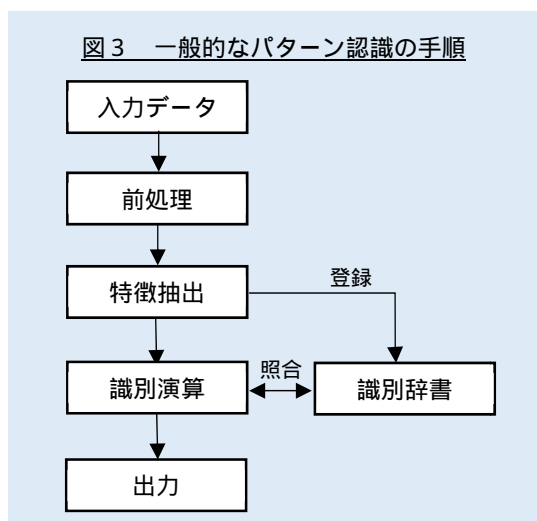 図３　一般的なパターン認識の手順
入力データ
前処理
特徴抽出
登録
識別演算
照合
識別辞書
出力